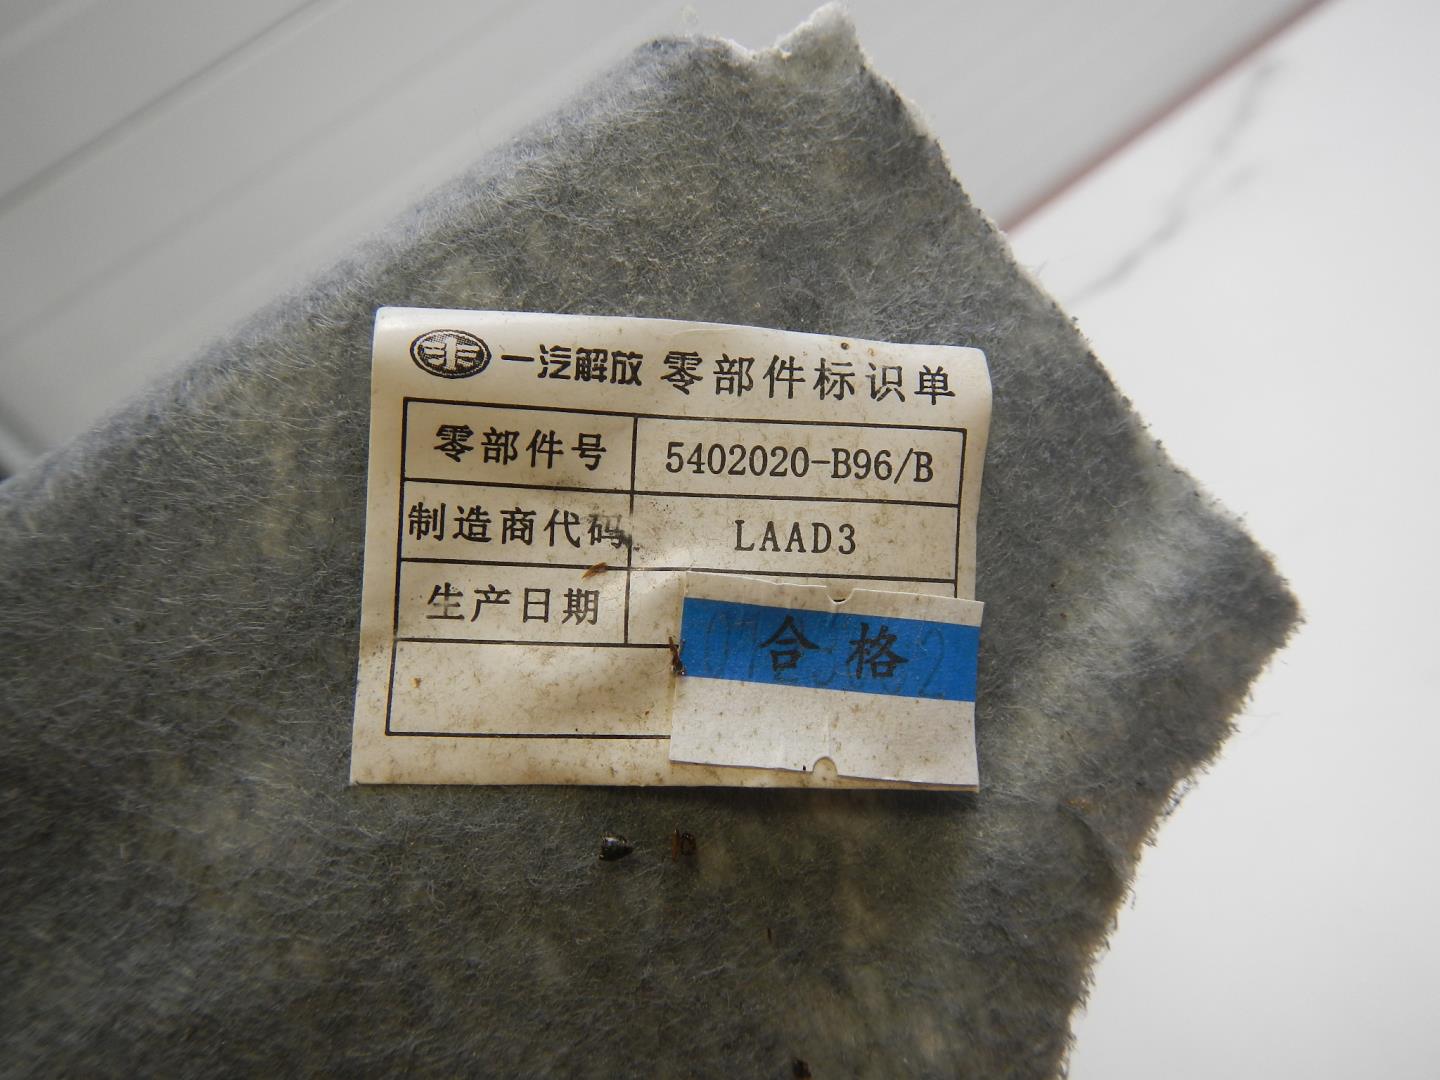 一汽解放 零部件标识单
零部件号 5402020-B96/B
制造商代码 LAAD3
生产日期
合格